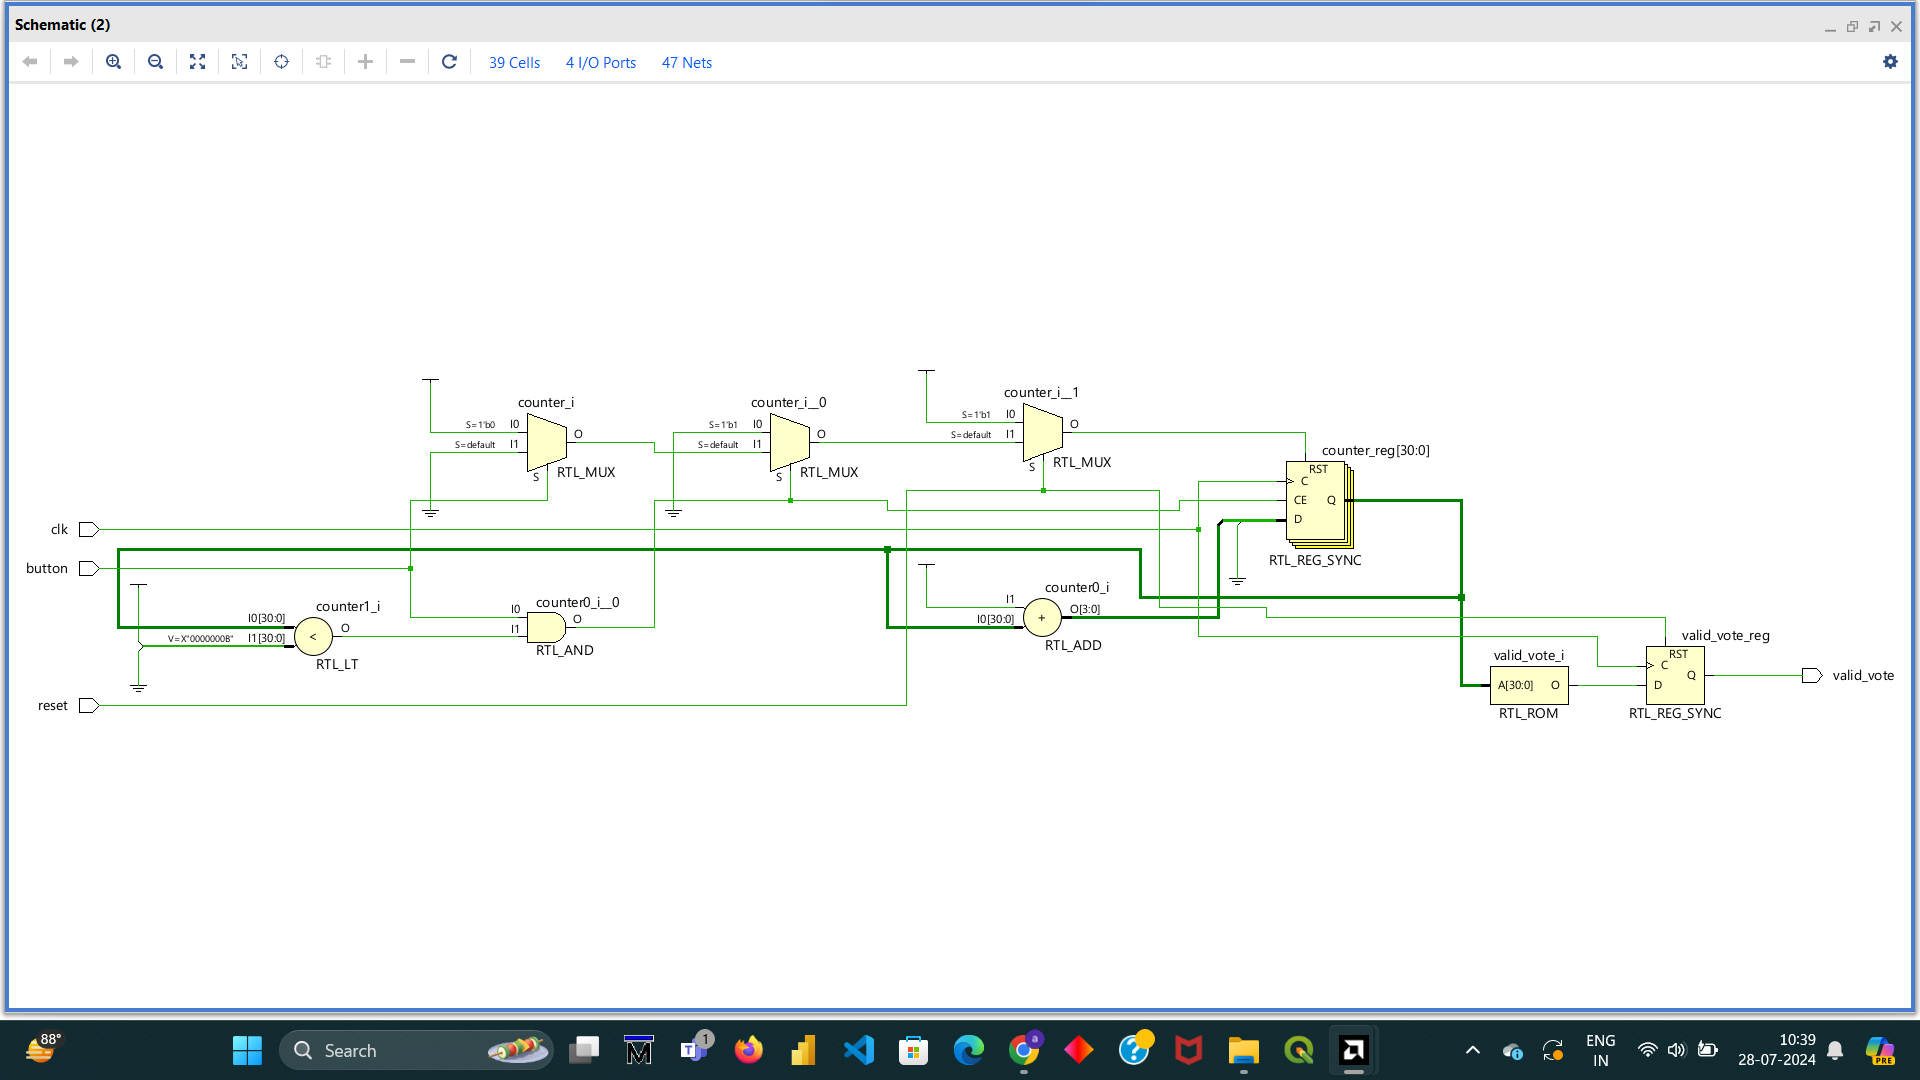 Schematic (2)
39 Cells 4 I/O Ports 47 Nets
counter_i
S=1'b0 I0
S=default I1
O
S
RTL_MUX
counter_i__0
S=1'b1 I0
S=default I1
O
S
RTL_MUX
counter_i__1
S=1'b1 I0
S=default I1
O
S
RTL_MUX
counter_reg[30:0]
RST
C
CE Q
D
RTL_REG_SYNC
clk
button
counter1_i
I0[30:0]
V=X"0000000B" I1[30:0]
<
O
RTL_LT
counter0_i__0
I0
I1
O
RTL_AND
counter0_i
I1
I0[30:0]
+
O[3:0]
RTL_ADD
reset
valid_vote_i
A[30:0] O
RTL_ROM
valid_vote_reg
RST
C
Q
D
RTL_REG_SYNC
valid_vote
88°
Search
1
a
ENG
IN
10:39
28-07-2024
PRE